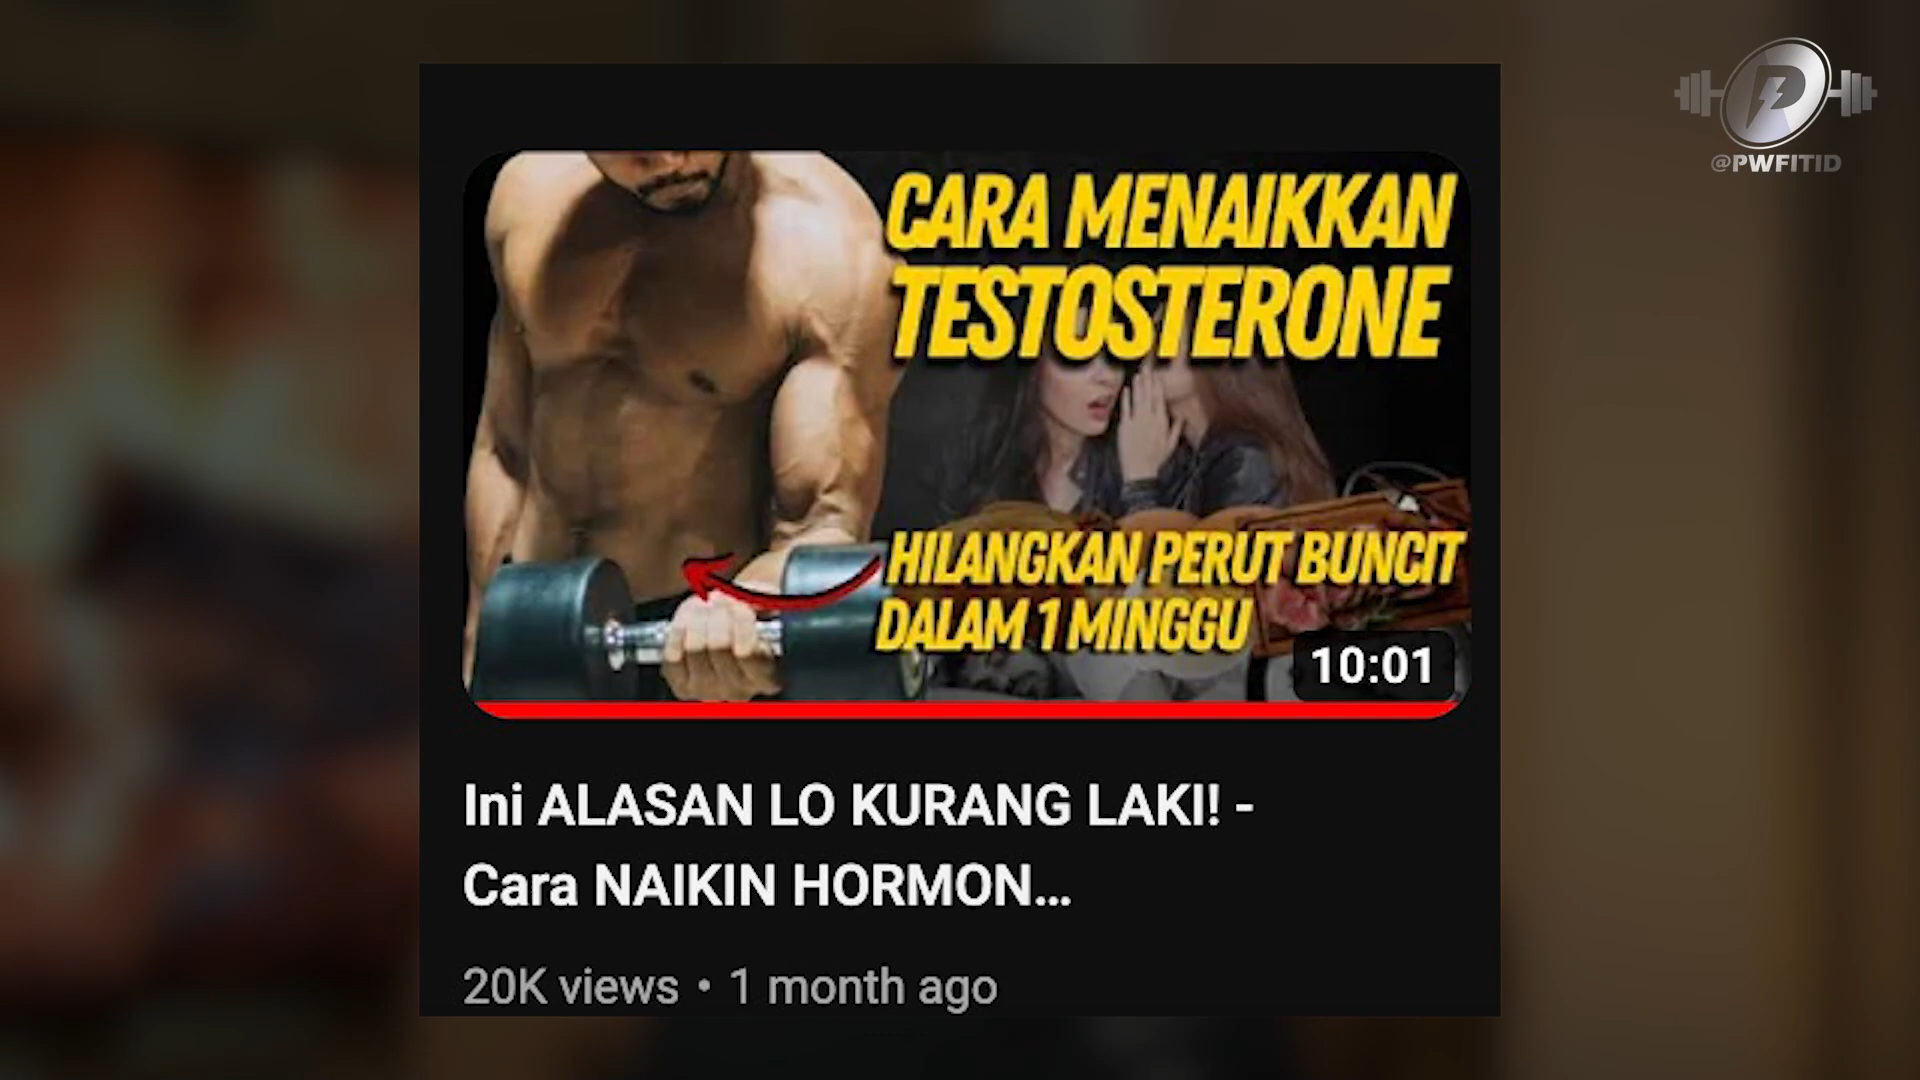 @PWFITID
CARA MENAIKKAN
TESTOSTERONE
HILANGKAN PERUT BUNCIT
DALAM 1 MINGGU
10:01
Ini ALASAN LO KURANG LAKI! -
Cara NAIKIN HORMON...
20K views • 1 month ago